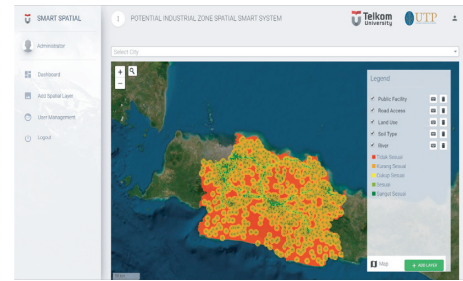 SMART SPATIAL
POTENTIAL INDUSTRIAL ZONE SPATIAL SMART SYSTEM
Telkom
University
UTP
Administrator
Select City
Dashboard
Add Spatial Layer
User Management
Logout
+
−
Legend
Public Facility
Road Access
Land Use
Soil Type
River
Tidak Sesuai
Kurang Sesuai
Cukup Sesuai
Sesuai
Sangat Sesuai
Map
+ ADD LAYER